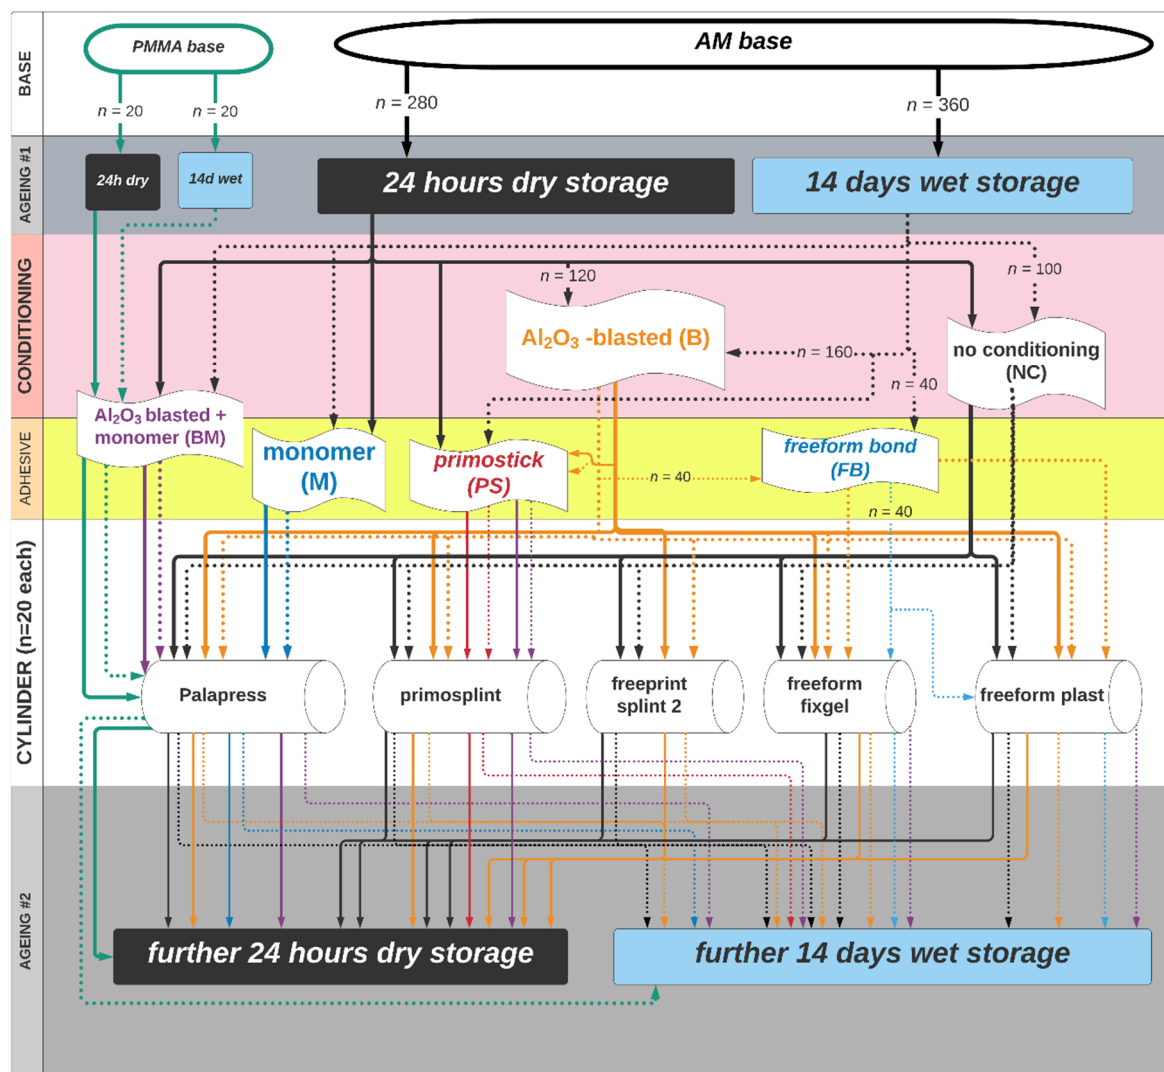 BASE
PMMA base
AM base
n = 20
n = 20
n = 280
n = 360
AGEING #1
24h dry
14d wet
24 hours dry storage
14 days wet storage
CONDITIONING
n = 120
n = 100
Al₂O₃ -blasted (B)
n = 160
no conditioning
(NC)
n = 40
Al₂O₃ blasted +
monomer (BM)
ADHESIVE
monomer
(M)
primostick
(PS)
freeform bond
(FB)
n = 40
n = 40
CYLINDER (n=20 each)
Palapress
primosplint
freeprint
splint 2
freeform
fixgel
freeform plast
AGEING #2
further 24 hours dry storage
further 14 days wet storage